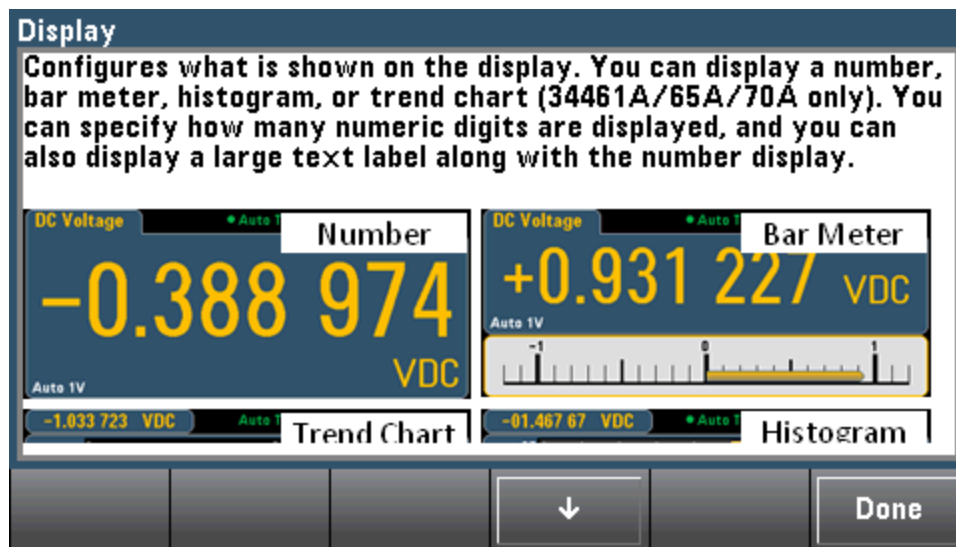 Display
Configures what is shown on the display. You can display a number,
bar meter, histogram, or trend chart (34461A/65A/70A only). You
can specify how many numeric digits are displayed, and you can
also display a large text label along with the number display.
DC Voltage Auto Number
-0.388 974
VDC
Auto 1V
DC Voltage Auto Bar Meter
+0.931 227 VDC
Auto 1V
-1 0 1
-1.033 723 VDC Auto Trend Chart
-01.467 67 VDC Auto Histogram
↓ Done